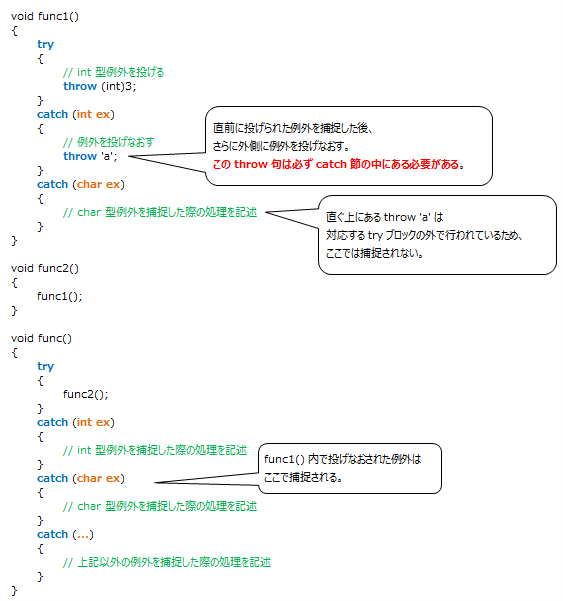 void func1()
{
try
{
// int 型例外を投げる
throw (int)3;
}
catch (int ex)
{
// 例外を投げなおす
throw 'a';
}
catch (char ex)
{
// char 型例外を捕捉した際の処理を記述
}
}
直前に投げられた例外を捕捉した後、
さらに外側に例外を投げなおす。
この throw 句は必ず catch 節の中にある必要がある。
直ぐ上にある throw 'a' は
対応する try ブロックの外で行われているため、
ここでは捕捉されない。
void func2()
{
func1();
}
void func()
{
try
{
func2();
}
catch (int ex)
{
// int 型例外を捕捉した際の処理を記述
}
catch (char ex)
{
// char 型例外を捕捉した際の処理を記述
}
catch (...)
{
// 上記以外の例外を捕捉した際の処理を記述
}
}
func1() 内で投げなおされた例外は
ここで捕捉される。